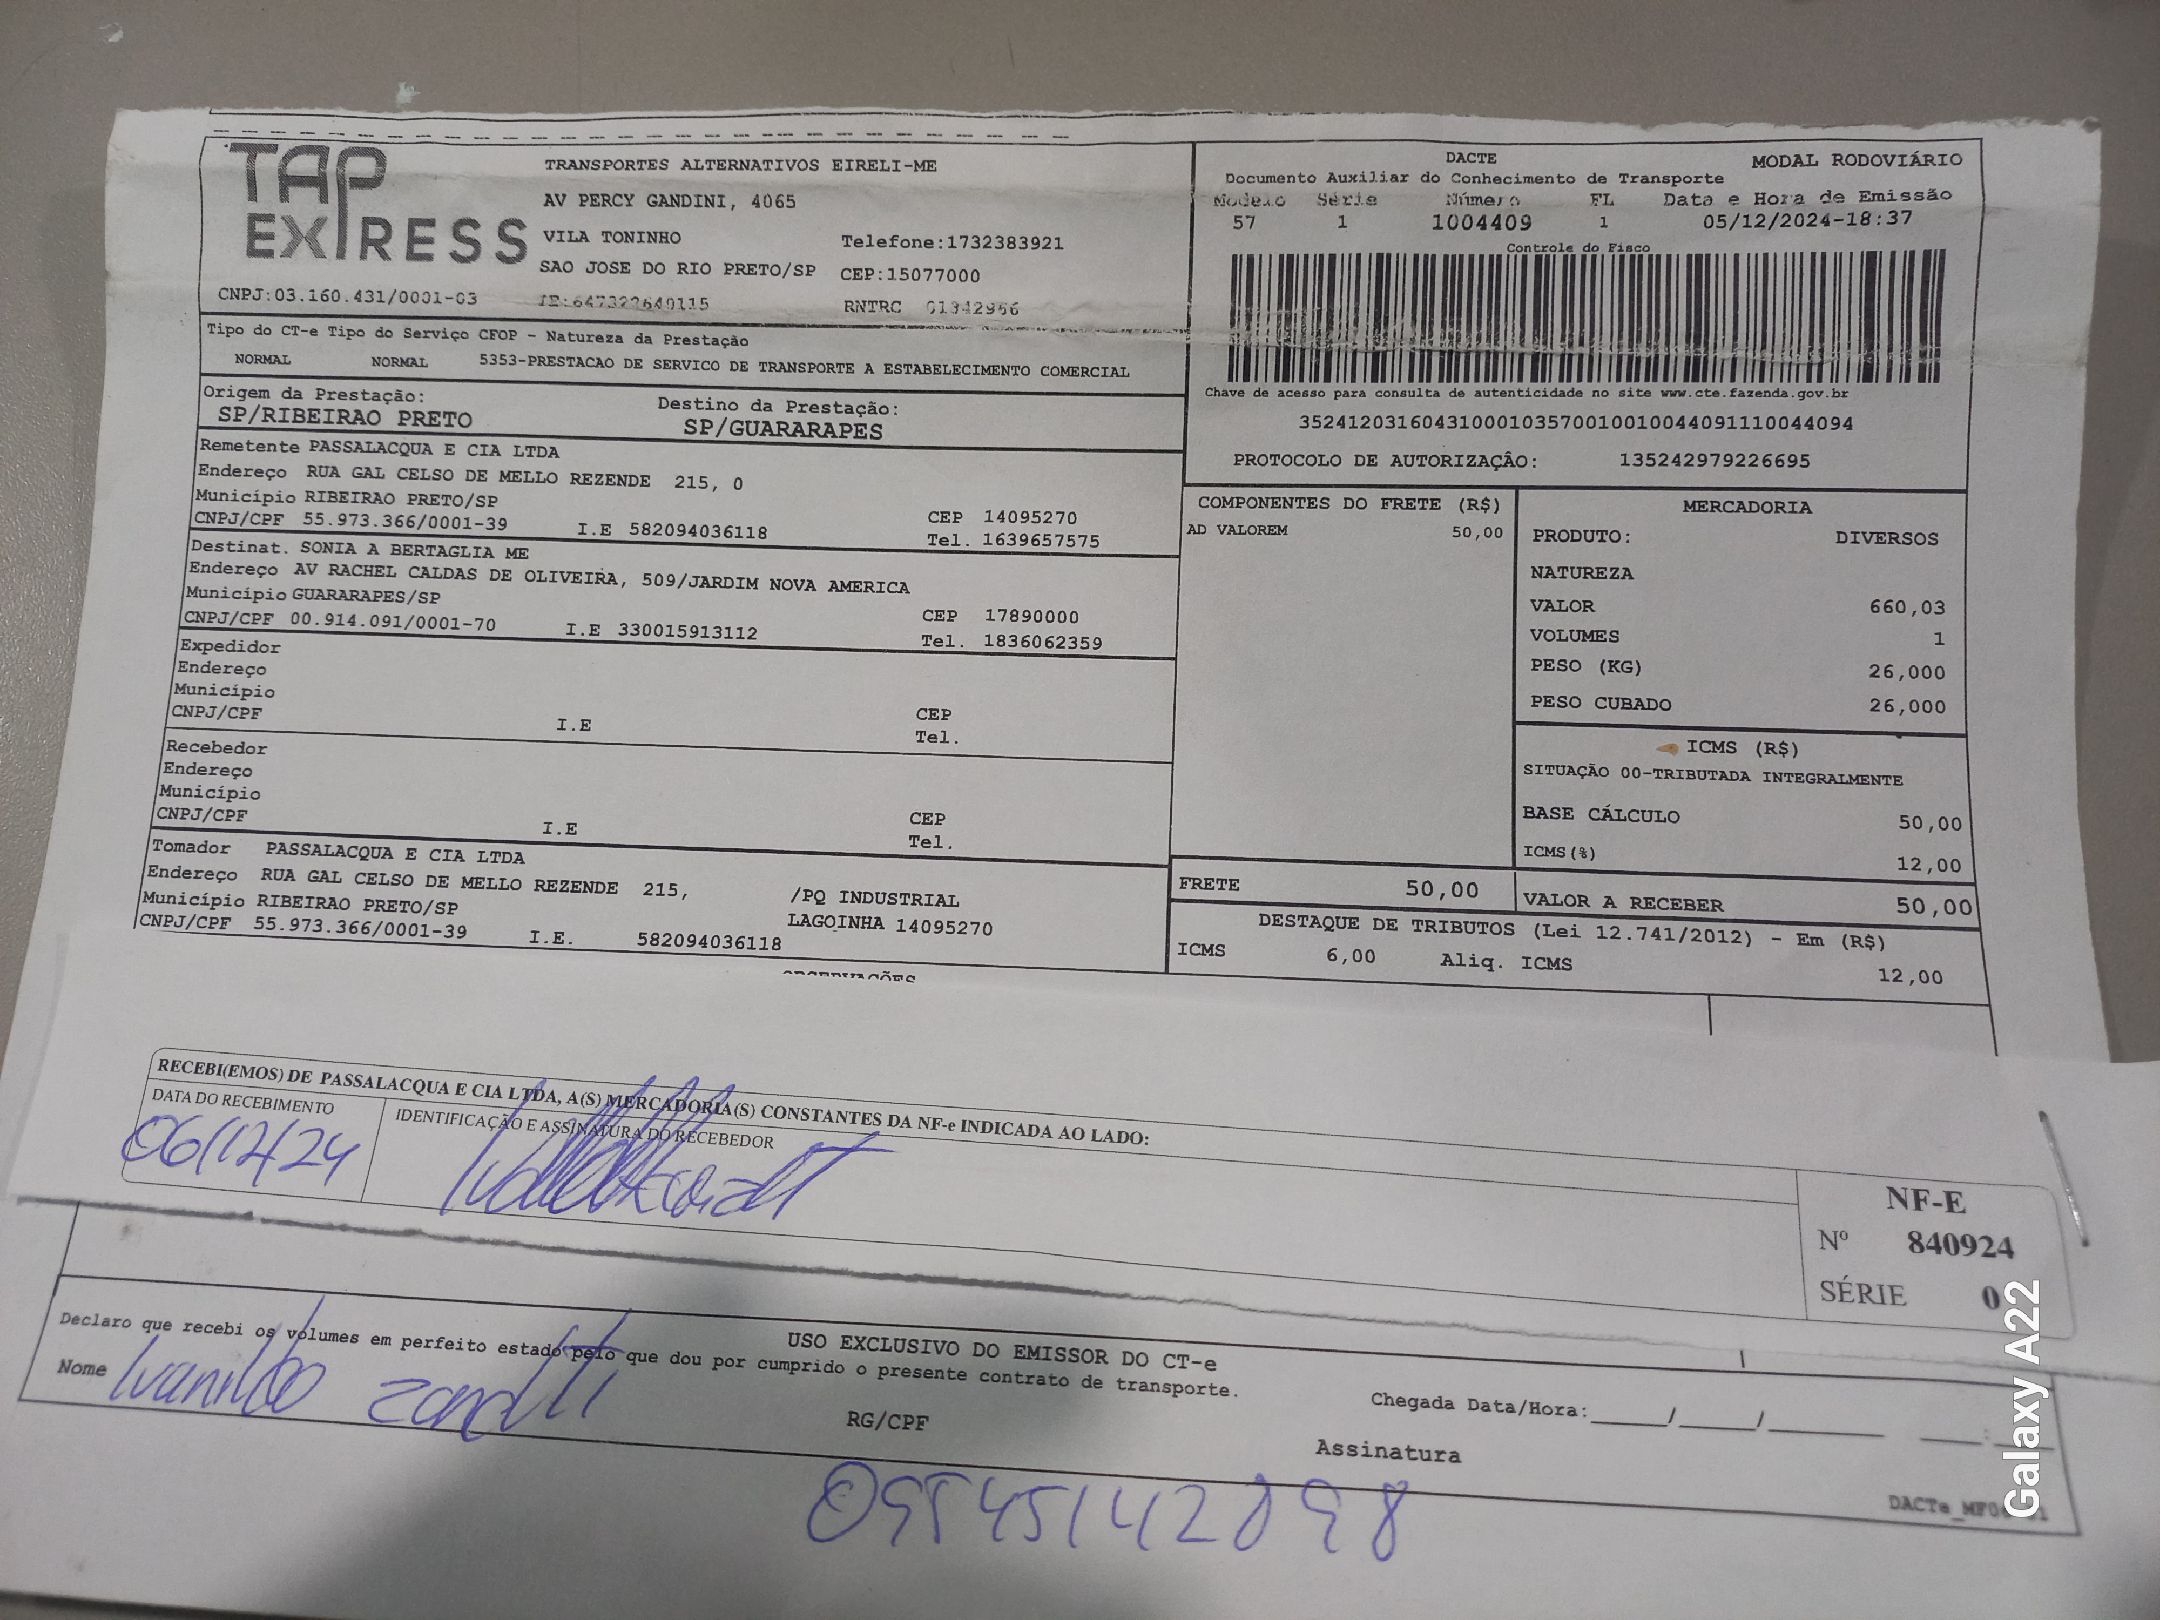 TAP EXPRESS
TRANSPORTES ALTERNATIVOS EIRELI-ME
AV PERCY GANDINI, 4065
VILA TONINHO Telefone:1732383921
SAO JOSE DO RIO PRETO/SP CEP:15077000
CNPJ:03.160.431/0001-03 IE:647322640115 RNTRC 01342956
DACTE MODAL RODOVIÁRIO
Documento Auxiliar do Conhecimento de Transporte
Modelo Série Número FL Data e Hora de Emissão
57 1 1004409 1 05/12/2024-18:37
Controle do Fisco
Chave de acesso para consulta de autenticidade no site www.cte.fazenda.gov.br
35241203160431000103570010010044091110044094
PROTOCOLO DE AUTORIZAÇÂO: 135242979226695
Tipo do CT-e Tipo do Serviço CFOP - Natureza da Prestação
NORMAL NORMAL 5353-PRESTACAO DE SERVICO DE TRANSPORTE A ESTABELECIMENTO COMERCIAL
Origem da Prestação: Destino da Prestação:
SP/RIBEIRAO PRETO SP/GUARARAPES
Remetente PASSALACQUA E CIA LTDA
Endereço RUA GAL CELSO DE MELLO REZENDE 215, 0
Município RIBEIRAO PRETO/SP CEP 14095270
CNPJ/CPF 55.973.366/0001-39 I.E 582094036118 Tel. 1639657575
Destinat. SONIA A BERTAGLIA ME
Endereço AV RACHEL CALDAS DE OLIVEIRA, 509/JARDIM NOVA AMERICA
Município GUARARAPES/SP CEP 17890000
CNPJ/CPF 00.914.091/0001-70 I.E 330015913112 Tel. 1836062359
Expedidor
Endereço
Município CEP
CNPJ/CPF I.E Tel.
Recebedor
Endereço
Município CEP
CNPJ/CPF I.E Tel.
Tomador PASSALACQUA E CIA LTDA
Endereço RUA GAL CELSO DE MELLO REZENDE 215, /PQ INDUSTRIAL
Município RIBEIRAO PRETO/SP LAGOINHA 14095270
CNPJ/CPF 55.973.366/0001-39 I.E. 582094036118
OBSERVAÇÕES
COMPONENTES DO FRETE (R$)
AD VALOREM 50,00
MERCADORIA
PRODUTO: DIVERSOS
NATUREZA
VALOR 660,03
VOLUMES 1
PESO (KG) 26,000
PESO CUBADO 26,000
ICMS (R$)
SITUAÇÃO 00-TRIBUTADA INTEGRALMENTE
BASE CÁLCULO 50,00
ICMS(%) 12,00
FRETE 50,00 VALOR A RECEBER 50,00
DESTAQUE DE TRIBUTOS (Lei 12.741/2012) - Em (R$)
ICMS 6,00 Aliq. ICMS 12,00
RECEBI(EMOS) DE PASSALACQUA E CIA LTDA, A(S) MERCADORIA(S) CONSTANTES DA NF-e INDICADA AO LADO:
DATA DO RECEBIMENTO IDENTIFICAÇÃO E ASSINATURA DO RECEBEDOR
06/12/24
NF-E
Nº 840924
SÉRIE 0
USO EXCLUSIVO DO EMISSOR DO CT-e
Declaro que recebi os volumes em perfeito estado pelo que dou por cumprido o presente contrato de transporte.
Nome Ivanildo RG/CPF Chegada Data/Hora:____/____/______ ___:___
Assinatura
Galaxy A22